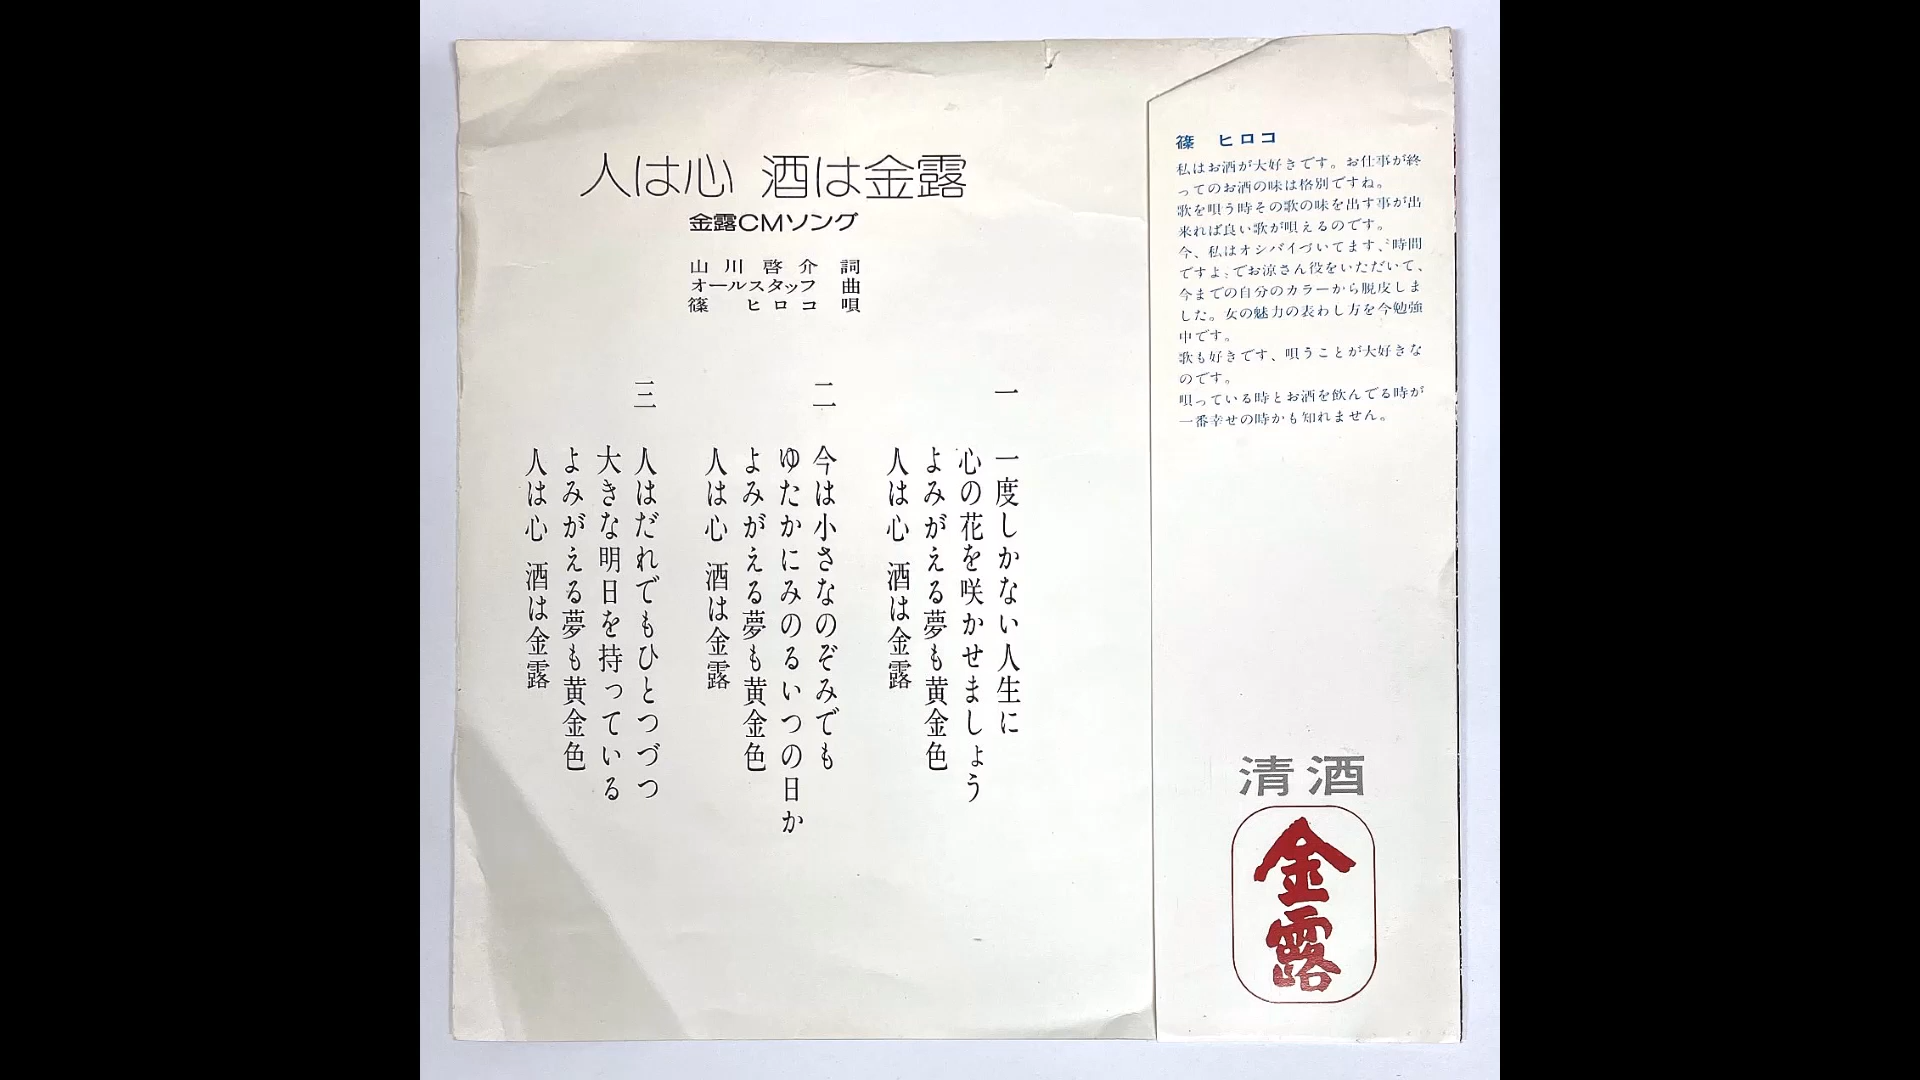 人は心 酒は金露
金露CMソング
山川啓介 詞
オールスタッフ 曲
篠ヒロコ 唄
一
一度しかない人生に
心の花を咲かせましょう
よみがえる夢も黄金色
人は心 酒は金露
二
今は小さなのぞみでも
ゆたかにみのるいつの日か
よみがえる夢も黄金色
人は心 酒は金露
三
人はだれでもひとつづつ
大きな明日を持っている
よみがえる夢も黄金色
人は心 酒は金露
篠 ヒロコ
私はお酒が大好きです。お仕事が終
ってのお酒の味は格別ですね。
歌を唄う時その歌の味を出す事が出
来れば良い歌が唄えるのです。
今、私はオシバイづいてます、時間
ですよ、でお涼さん役をいただいて、
今までの自分のカラーから脱皮しま
した。女の魅力の表わし方を今勉強
中です。
歌も好きです、唄うことが大好きな
のです。
唄っている時とお酒を飲んでる時が
一番幸せの時かも知れません。
清酒
金露